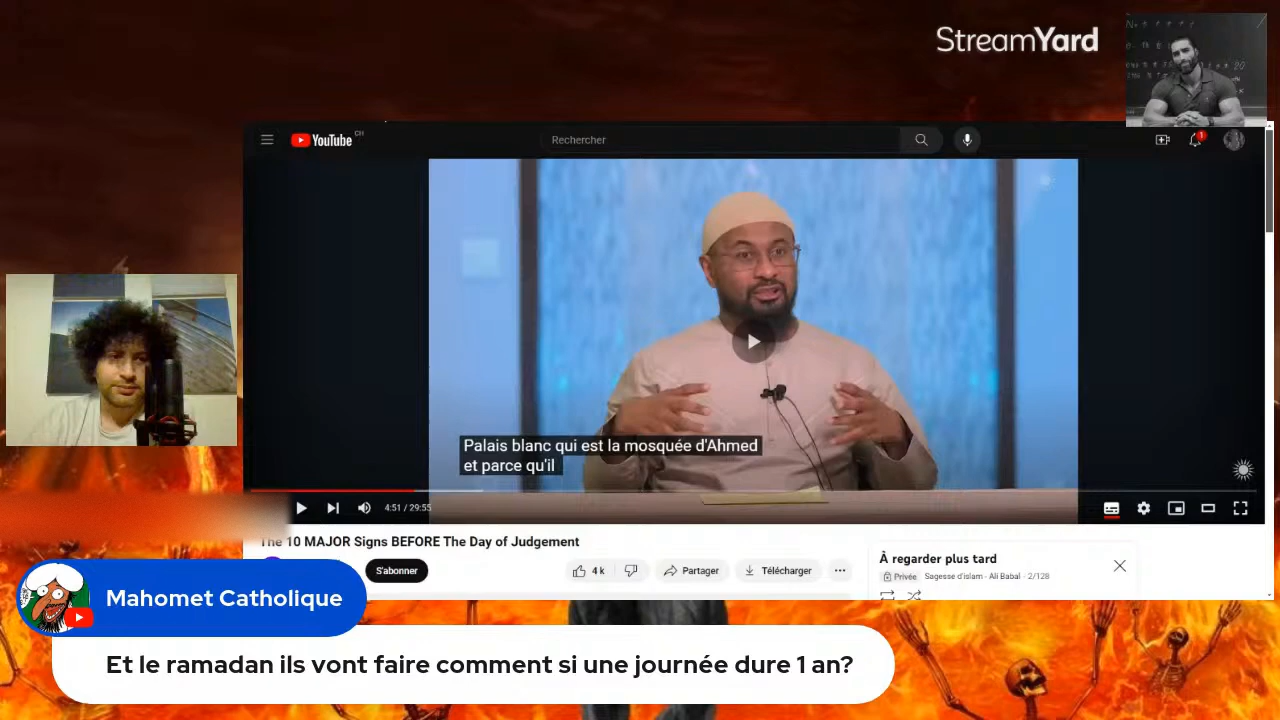 StreamYard
YouTube CH
Rechercher
1
Palais blanc qui est la mosquée d'Ahmed
et parce qu'il
4:51 / 29:55
The 10 MAJOR Signs BEFORE The Day of Judgement
S'abonner
4 k
Partager
Télécharger
À regarder plus tard
Privée
Sagesse d'islam - Ali Babal - 2/128
Mahomet Catholique
Et le ramadan ils vont faire comment si une journée dure 1 an?